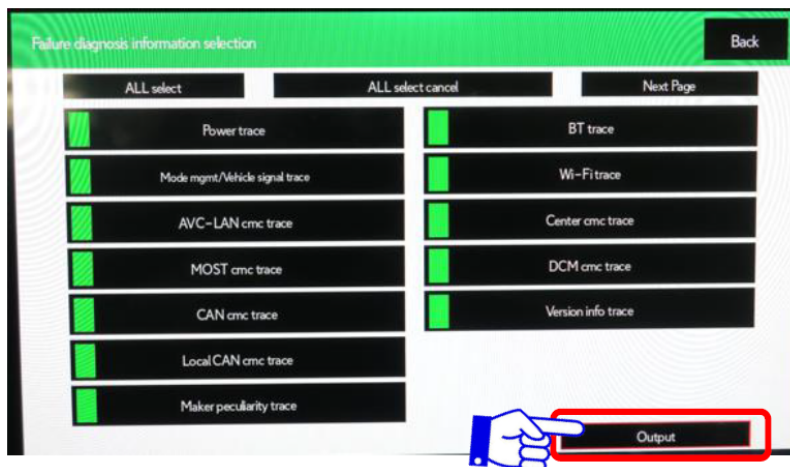 Failure diagnosis information selection
Back
ALL select
ALL select cancel
Next Page
Power trace
BT trace
Mode mgmt/Vehicle signal trace
Wi-Fi trace
AVC-LAN cmc trace
Center cmc trace
MOST cmc trace
DCM cmc trace
CAN cmc trace
Version info trace
Local CAN cmc trace
Maker peculiarity trace
Output